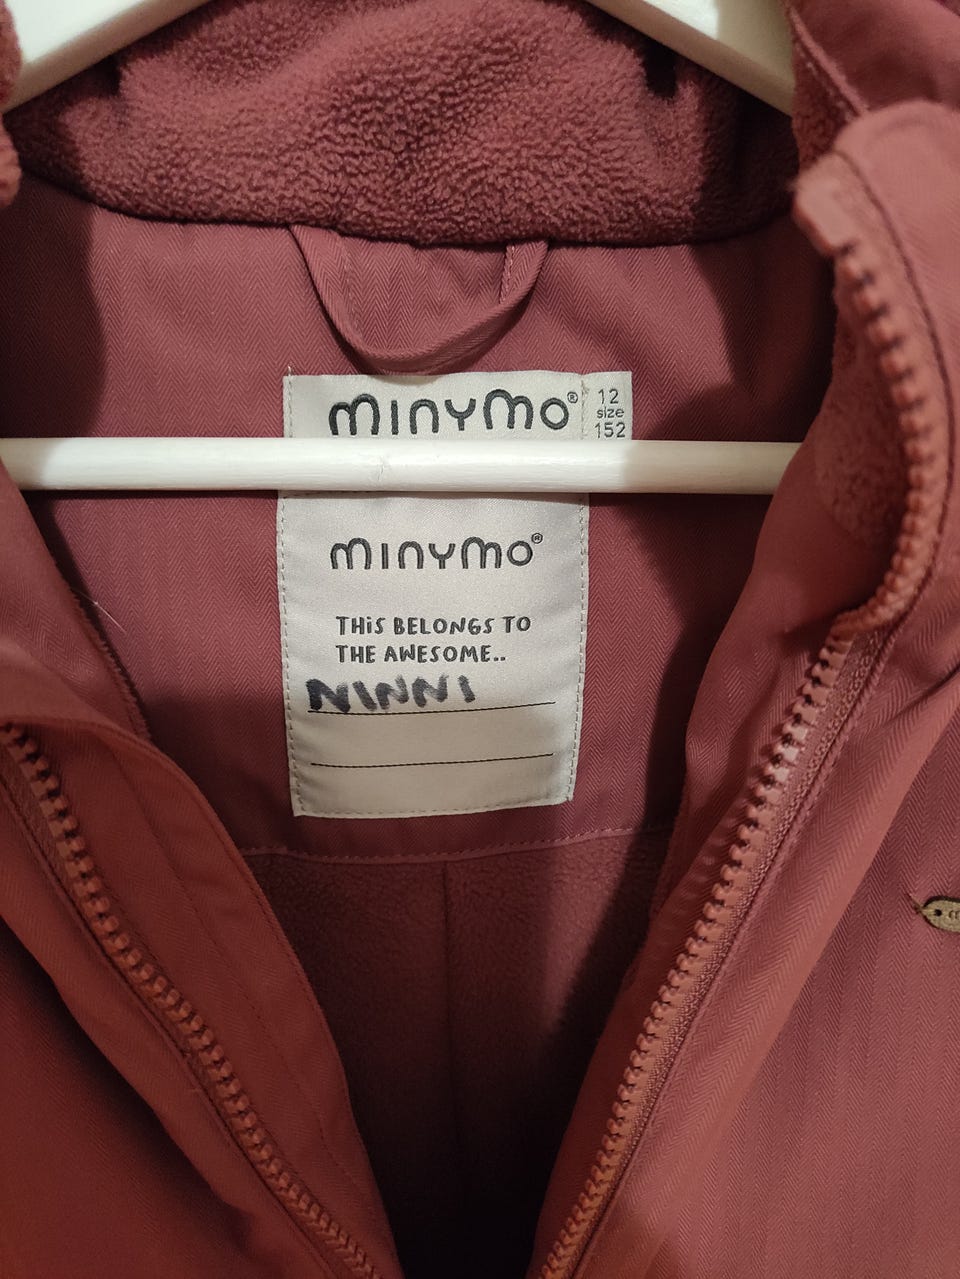 minymo®
12
size
152
minymo®
THIS BELONGS TO
THE AWESOME..
NINNI